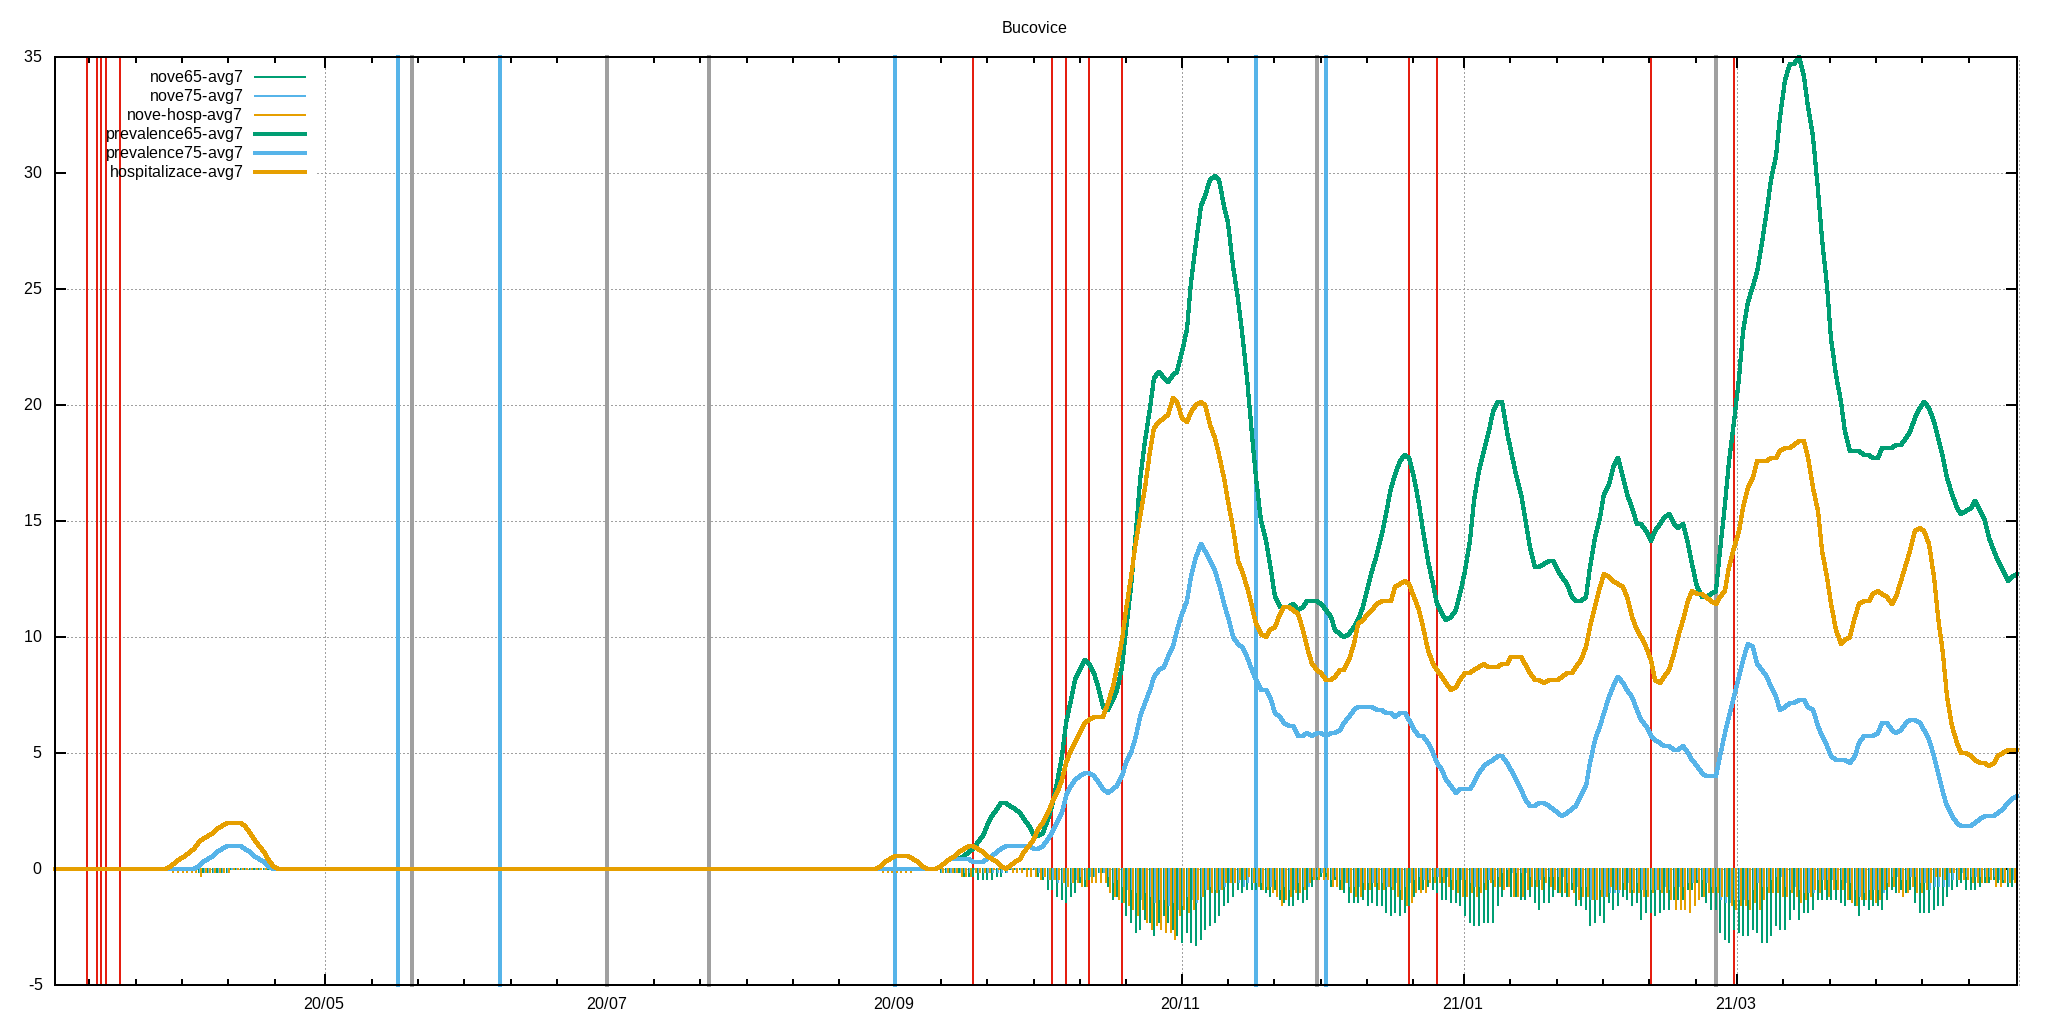 Bucovice
35
30
25
20
15
10
5
0
-5
nove65-avg7
nove75-avg7
nove-hosp-avg7
prevalence65-avg7
prevalence75-avg7
hospitalizace-avg7
20/05
20/07
20/09
20/11
21/01
21/03